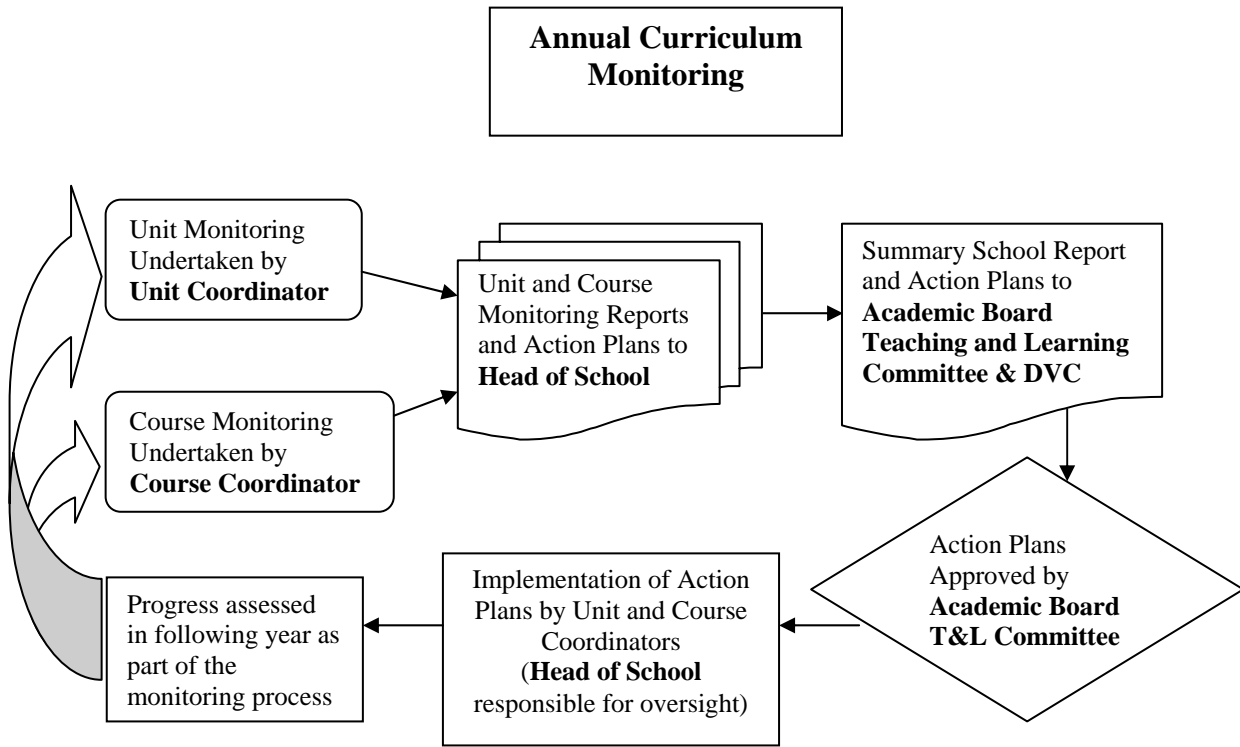 Annual Curriculum
Monitoring
Unit Monitoring
Undertaken by
Unit Coordinator
Unit and Course
Monitoring Reports
and Action Plans to
Head of School
Summary School Report
and Action Plans to
Academic Board
Teaching and Learning
Committee & DVC
Course Monitoring
Undertaken by
Course Coordinator
Action Plans
Approved by
Academic Board
T&L Committee
Implementation of Action
Plans by Unit and Course
Coordinators
(Head of School
responsible for oversight)
Progress assessed
in following year as
part of the
monitoring process